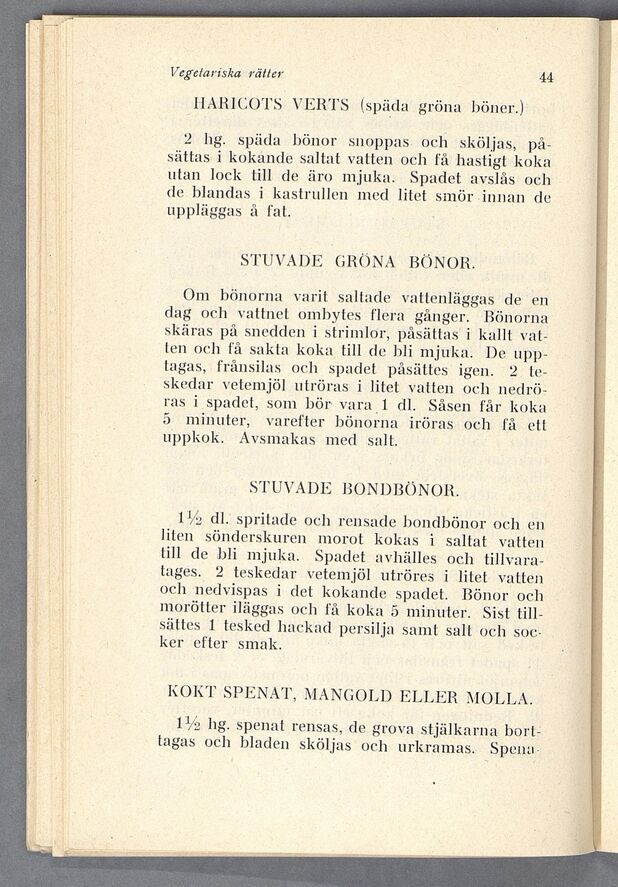 Vegetariska rätter
44
HARICOTS VERTS (späda gröna böner.)
2 hg. späda bönor snoppas och sköljas, på-
sättas i kokande saltat vatten och få hastigt koka
utan lock till de äro mjuka. Spadet avslås och
de blandas i kastrullen med litet smör innan de
uppläggas å fat.
STUVADE GRÖNA BÖNOR.
Om bönorna varit saltade vattenläggas de en
dag och vattnet ombytes flera gånger. Bönorna
skäras på snedden i strimlor, påsättas i kallt vat-
ten och få sakta koka till de bli mjuka. De upp-
tagas, frånsilas och spadet påsättes igen. 2 te-
skedar vetemjöl utröras i litet vatten och nedrö-
ras i spadet, som bör vara 1 dl. Såsen får koka
5 minuter, varefter bönorna iröras och få ett
uppkok. Avsmakas med salt.
STUVADE BONDBÖNOR.
1½ dl. spritade och rensade bondbönor och en
liten sönderskuren morot kokas i saltat vatten
till de bli mjuka. Spadet avhälles och tillvara-
tages. 2 teskedar vetemjöl utröres i litet vatten
och nedvispas i det kokande spadet. Bönor och
morötter iläggas och få koka 5 minuter. Sist till-
sättes 1 tesked hackad persilja samt salt och soc-
ker efter smak.
KOKT SPENAT, MANGOLD ELLER MOLLA.
1½ hg. spenat rensas, de grova stjälkarna bort-
tagas och bladen sköljas och urkramas. Spena-